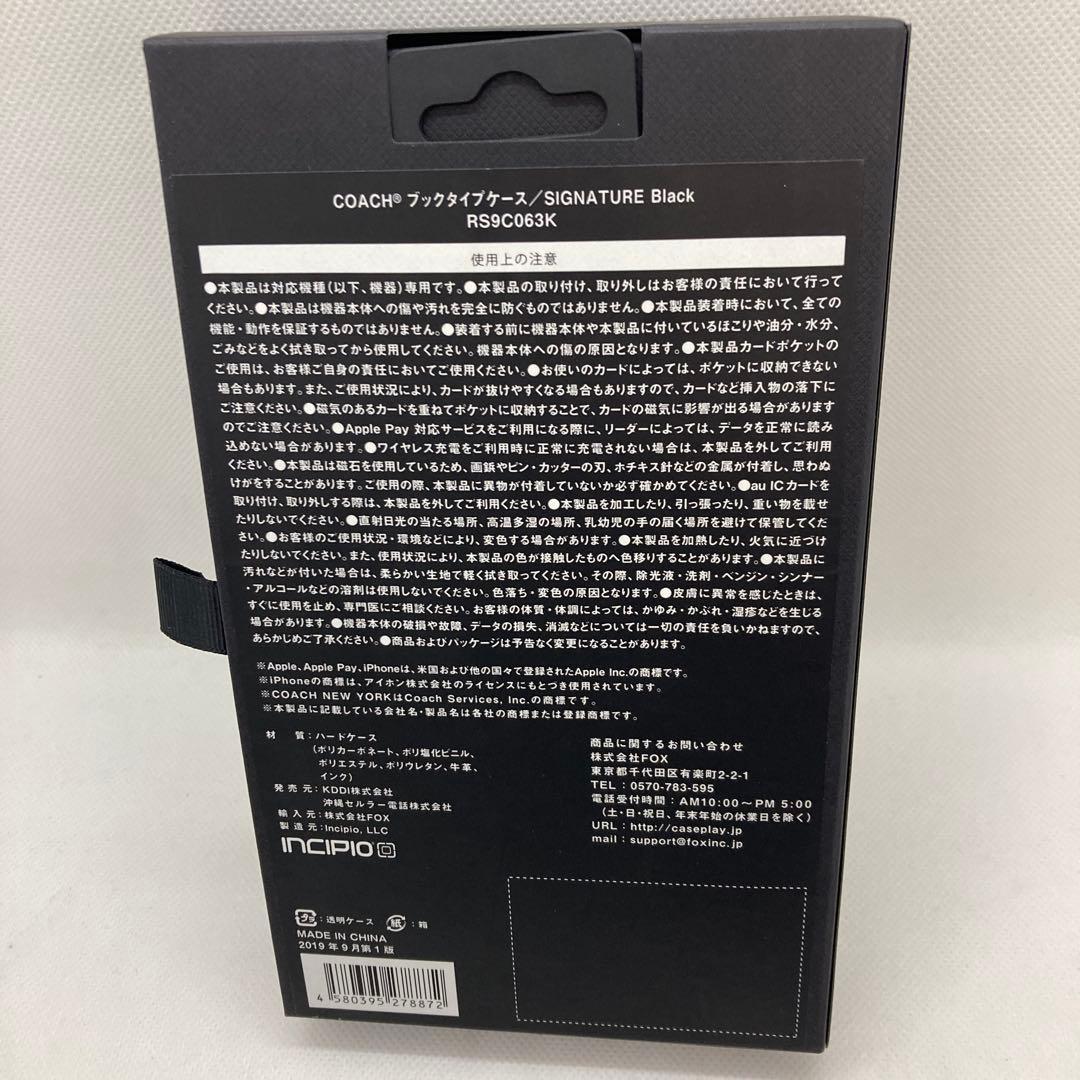 COACH® ブックタイプケース／SIGNATURE Black
RS9C063K
使用上の注意
●本製品は対応機種(以下、機器)専用です。●本製品の取り付け、取り外しはお客様の責任において行って
ください。●本製品は機器本体への傷や汚れを完全に防ぐものではありません。●本製品装着時において、全ての
機能・動作を保証するものではありません。●装着する前に機器本体や本製品に付いているほこりや油分・水分、
ごみなどをよく拭き取ってから使用してください。機器本体への傷の原因となります。●本製品カードポケットの
ご使用は、お客様ご自身の責任においてご使用ください。●お使いのカードによっては、ポケットに収納できない
場合もあります。また、ご使用状況により、カードが抜けやすくなる場合もありますので、カードなど挿入物の落下に
ご注意ください。●磁気のあるカードを重ねてポケットに収納することで、カードの磁気に影響が出る場合があります
のでご注意ください。●Apple Pay 対応サービスをご利用になる際に、リーダーによっては、データを正常に読み
込めない場合があります。●ワイヤレス充電をご利用時に正常に充電されない場合は、本製品を外してご利用
ください。●本製品は磁石を使用しているため、画鋲やピン・カッターの刃、ホチキス針などの金属が付着し、思わぬ
けがをすることがあります。ご使用の際、本製品に異物が付着していないか必ず確かめてください。●au ICカードを
取り付け、取り外しする際は、本製品を外してご利用ください。●本製品を加工したり、引っ張ったり、重い物を載せ
たりしないでください。●直射日光の当たる場所、高温多湿の場所、乳幼児の手の届く場所を避けて保管してくだ
さい。●お客様のご使用状況・環境などにより、変色する場合があります。●本製品を加熱したり、火気に近づけ
たりしないでください。また、使用状況により、本製品の色が接触したものへ色移りすることがあります。●本製品に
汚れなどが付いた場合は、柔らかい生地で軽く拭き取ってください。その際、除光液・洗剤・ベンジン・シンナー
・アルコールなどの溶剤は使用しないでください。色落ち・変色の原因となります。●皮膚に異常を感じたときは、
すぐに使用を止め、専門医にご相談ください。お客様の体質・体調によっては、かゆみ・かぶれ・湿疹などを生じる
場合があります。●機器本体の破損や故障、データの損失、消滅などについては一切の責任を負いかねますので、
あらかじめご了承ください。●商品およびパッケージは予告なく変更になることがあります。
※Apple、Apple Pay、iPhoneは、米国および他の国々で登録されたApple Inc.の商標です。
※iPhoneの商標は、アイホン株式会社のライセンスにもとづき使用されています。
※COACH NEW YORKはCoach Services, Inc.の商標です。
※本製品に記載している会社名・製品名は各社の商標または登録商標です。
材 質：ハードケース
(ポリカーボネート、ポリ塩化ビニル、
ポリエステル、ポリウレタン、牛革、
インク)
発 売 元：KDDI株式会社
沖縄セルラー電話株式会社
輸 入 元：株式会社FOX
製 造 元：Incipio, LLC
INCIPIO
商品に関するお問い合わせ
株式会社FOX
東京都千代田区有楽町2-2-1
TEL：0570-783-595
電話受付時間：AM10:00～PM 5:00
(土・日・祝日、年末年始の休業日を除く)
URL：http://caseplay.jp
mail：support@foxinc.jp
プラ：透明ケース 紙：箱
MADE IN CHINA
2019年9月第1版
4 580395 278872